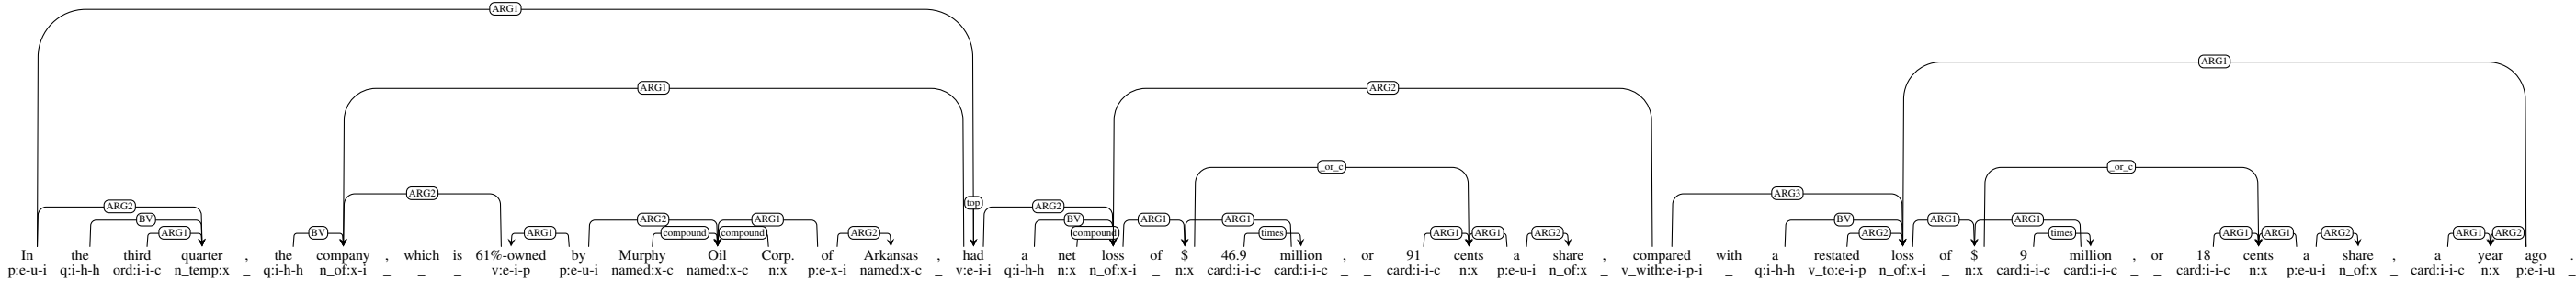 ARG1
ARG1
ARG1 ARG2
_or_c _or_c
ARG2 ARG3
top
ARG2 ARG2
BV ARG2 ARG1 BV ARG1 ARG1 BV ARG1 ARG1
ARG1 BV ARG1 compound compound ARG2 compound times ARG1 ARG1 ARG2 ARG2 times ARG1 ARG1 ARG2 ARG1 ARG2
In the third quarter , the company , which is 61%-owned by Murphy Oil Corp. of Arkansas , had a net loss of $ 46.9 million , or 91 cents a share , compared with a restated loss of $ 9 million , or 18 cents a share , a year ago .
p:e-u-i q:i-h-h ord:i-i-c n_temp:x _ q:i-h-h n_of:x-i _ _ _ v:e-i-p p:e-u-i named:x-c named:x-c n:x p:e-x-i named:x-c _ v:e-i-i q:i-h-h n:x n_of:x-i _ n:x card:i-i-c card:i-i-c _ _ card:i-i-c n:x p:e-u-i n_of:x _ v_with:e-i-p-i _ q:i-h-h v_to:e-i-p n_of:x-i _ n:x card:i-i-c card:i-i-c _ _ card:i-i-c n:x p:e-u-i n_of:x _ card:i-i-c n:x p:e-i-u _